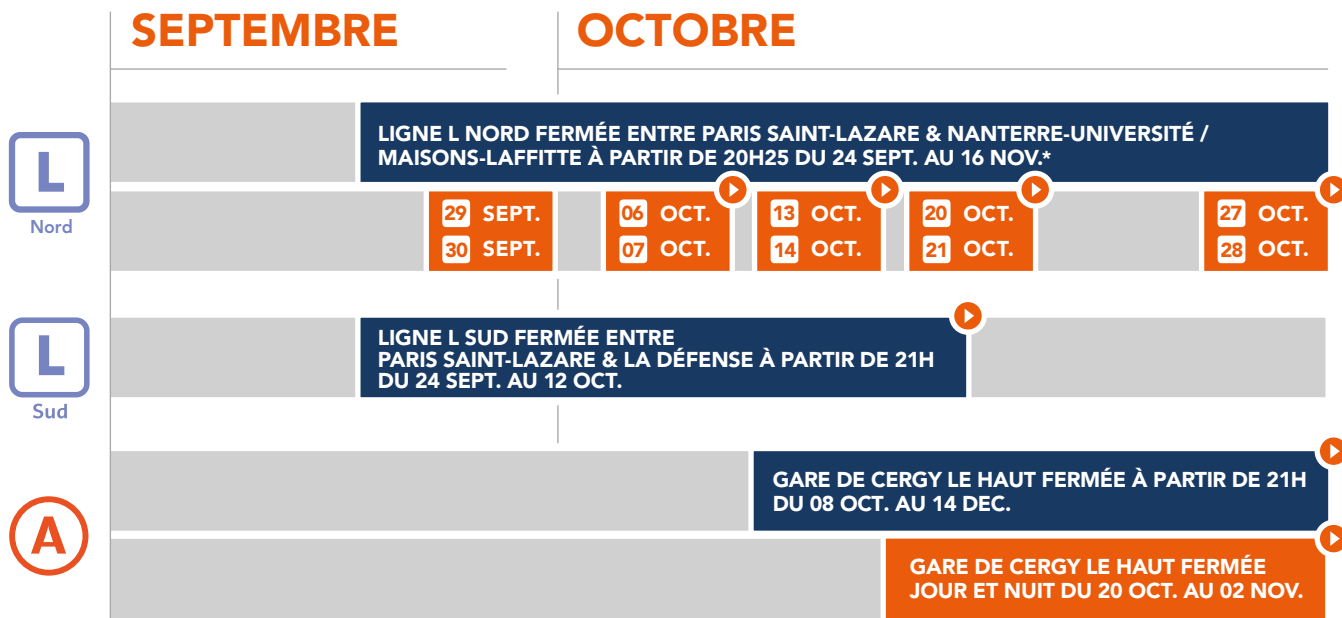 SEPTEMBRE
OCTOBRE
L
Nord
LIGNE L NORD FERMÉE ENTRE PARIS SAINT-LAZARE & NANTERRE-UNIVERSITÉ /
MAISONS-LAFFITTE À PARTIR DE 20H25 DU 24 SEPT. AU 16 NOV.*
29 SEPT.
30 SEPT.
06 OCT.
07 OCT.
13 OCT.
14 OCT.
20 OCT.
21 OCT.
27 OCT.
28 OCT.
L
Sud
LIGNE L SUD FERMÉE ENTRE
PARIS SAINT-LAZARE & LA DÉFENSE À PARTIR DE 21H
DU 24 SEPT. AU 12 OCT.
A
GARE DE CERGY LE HAUT FERMÉE À PARTIR DE 21H
DU 08 OCT. AU 14 DEC.
GARE DE CERGY LE HAUT FERMÉE
JOUR ET NUIT DU 20 OCT. AU 02 NOV.